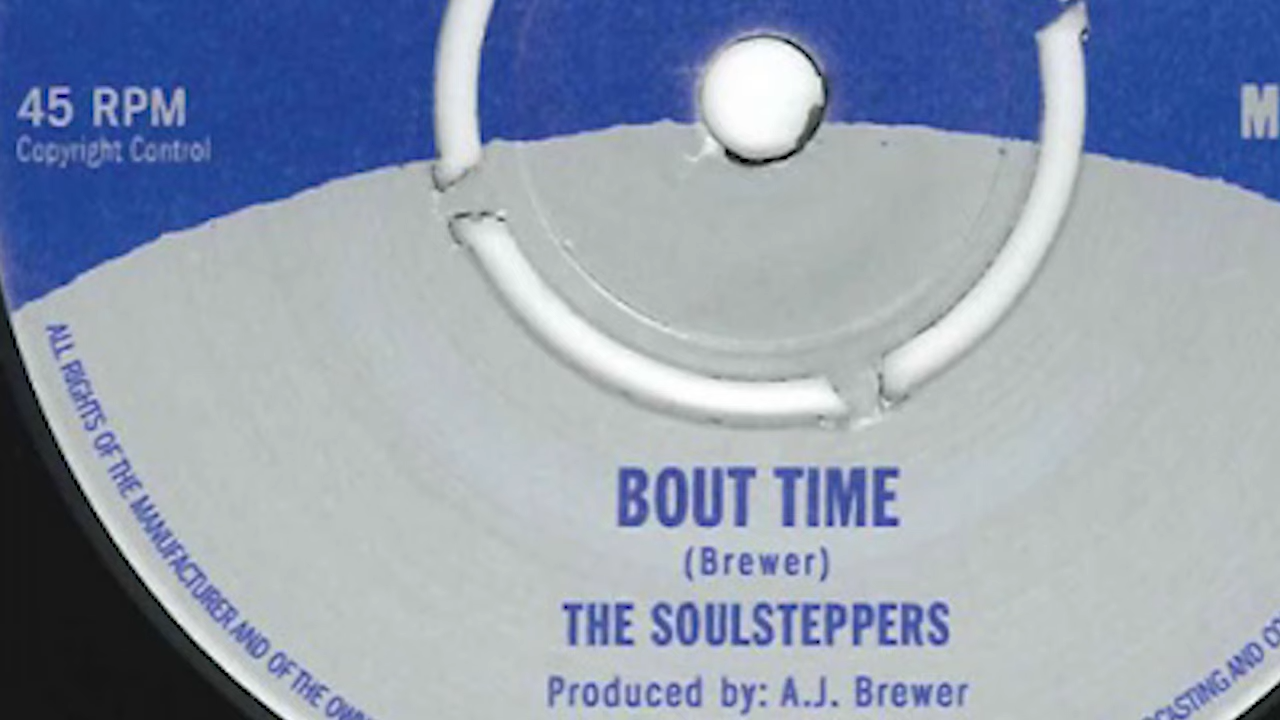 45 RPM
Copyright Control
BOUT TIME
(Brewer)
THE SOULSTEPPERS
Produced by: A.J. Brewer
ALL RIGHTS OF THE MANUFACTURER AND OF THE
AND